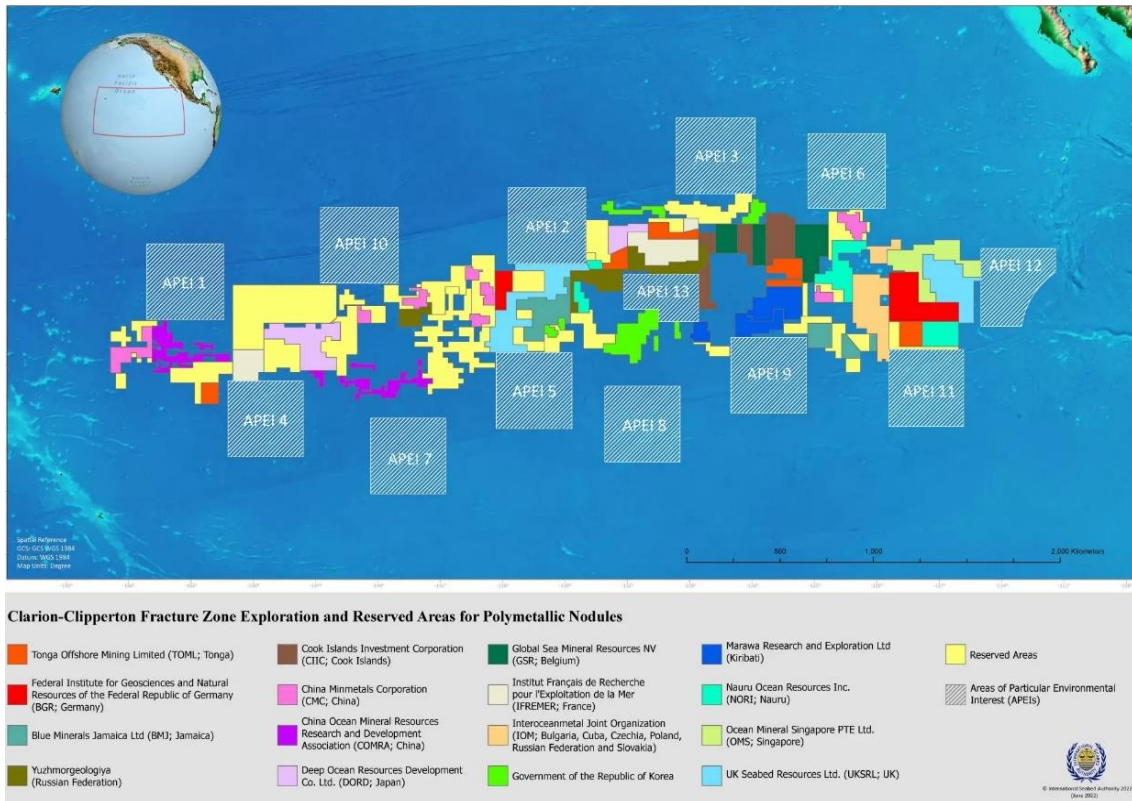 North
Pacific
Ocean
APEI 3
APEI 6
APEI 2
APEI 10
APEI 1
APEI 12
APEI 13
APEI 9
APEI 11
APEI 5
APEI 8
APEI 4
APEI 7
Spatial Reference
GCS: GCS WGS 1984
Datum: WGS 1984
Map Units: Degree
0 500 1,000 2,000 Kilometers
Clarion-Clipperton Fracture Zone Exploration and Reserved Areas for Polymetallic Nodules
Tonga Offshore Mining Limited (TOML; Tonga)
Federal Institute for Geosciences and Natural
Resources of the Federal Republic of Germany
(BGR; Germany)
Blue Minerals Jamaica Ltd (BMJ; Jamaica)
Yuzhmorgeologiya
(Russian Federation)
Cook Islands Investment Corporation
(CIIC; Cook Islands)
China Minmetals Corporation
(CMC; China)
China Ocean Mineral Resources
Research and Development
Association (COMRA; China)
Deep Ocean Resources Development
Co. Ltd. (DORD; Japan)
Global Sea Mineral Resources NV
(GSR; Belgium)
Institut Français de Recherche
pour l'Exploitation de la Mer
(IFREMER; France)
Interoceanmetal Joint Organization
(IOM; Bulgaria, Cuba, Czechia, Poland,
Russian Federation and Slovakia)
Government of the Republic of Korea
Marawa Research and Exploration Ltd
(Kiribati)
Nauru Ocean Resources Inc.
(NORI; Nauru)
Ocean Mineral Singapore PTE Ltd.
(OMS; Singapore)
UK Seabed Resources Ltd. (UKSRL; UK)
Reserved Areas
Areas of Particular Environmental
Interest (APEIs)
© International Seabed Authority 2022
(June 2022)